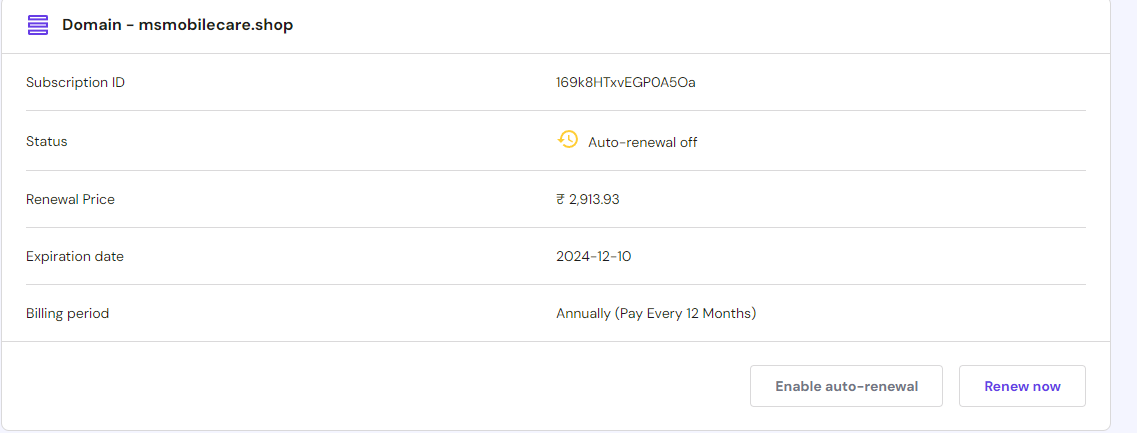 Domain - msmobilecare.shop
Subscription ID 169k8HTxvEGP0A5Oa
Status Auto-renewal off
Renewal Price ₹ 2,913.93
Expiration date 2024-12-10
Billing period Annually (Pay Every 12 Months)
Enable auto-renewal Renew now